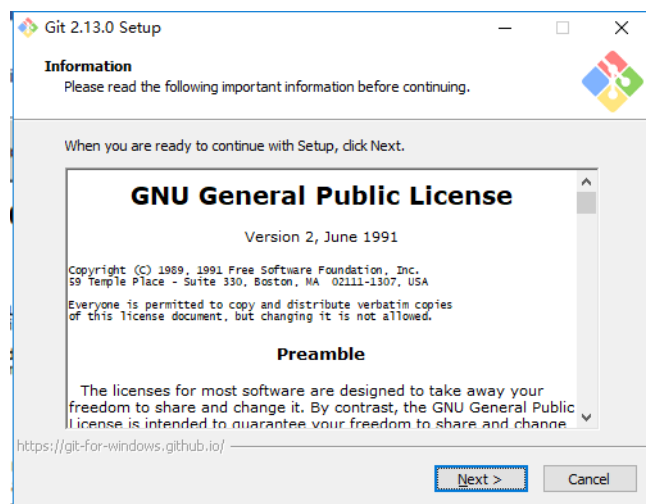 Git 2.13.0 Setup
Information
Please read the following important information before continuing.
When you are ready to continue with Setup, click Next.
GNU General Public License
Version 2, June 1991
Copyright (C) 1989, 1991 Free Software Foundation, Inc.
59 Temple Place - Suite 330, Boston, MA  02111-1307, USA
Everyone is permitted to copy and distribute verbatim copies
of this license document, but changing it is not allowed.
Preamble
The licenses for most software are designed to take away your
freedom to share and change it. By contrast, the GNU General Public
License is intended to guarantee your freedom to share and change
https://git-for-windows.github.io/
Next >
Cancel